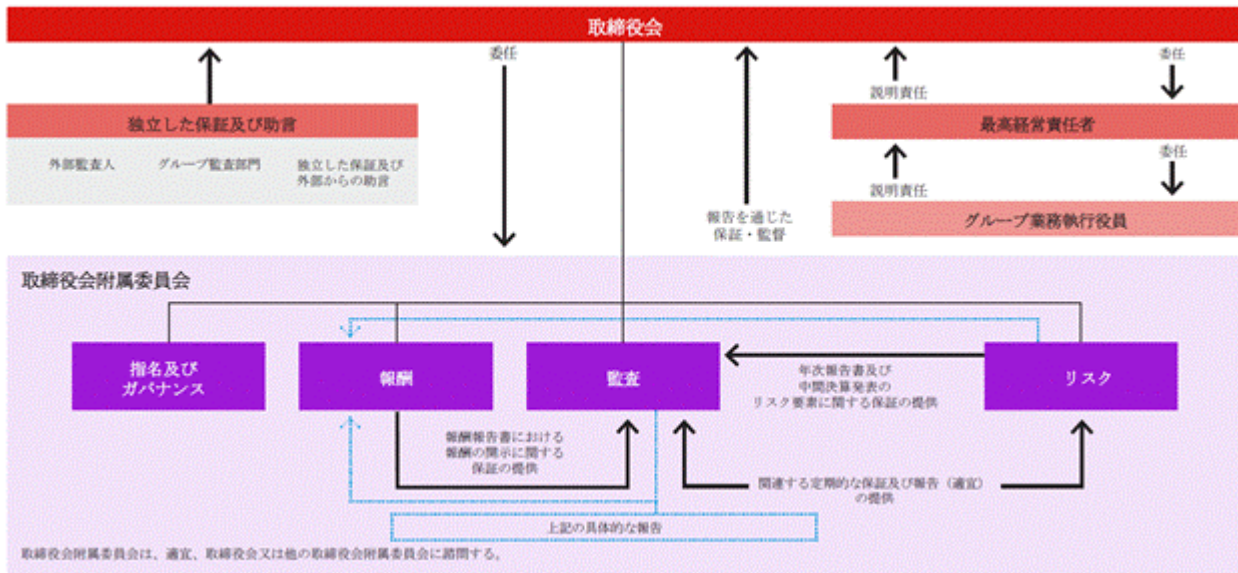 取締役会
委任
説明責任
委任
独立した保証及び助言
最高経営責任者
外部監査人
グループ監査部門
独立した保証及び
外部からの助言
説明責任
委任
報告を通じた
保証・監督
グループ業務執行役員
取締役会附属委員会
指名及び
ガバナンス
報酬
監査
年次報告書及び
中間決算発表の
リスク要素に関する保証の提供
リスク
報酬報告書における
報酬の開示に関する
保証の提供
関連する定期的な保証及び報告（適宜）
の提供
上記の具体的な報告
取締役会附属委員会は、適宜、取締役会又は他の取締役会附属委員会に諮問する。